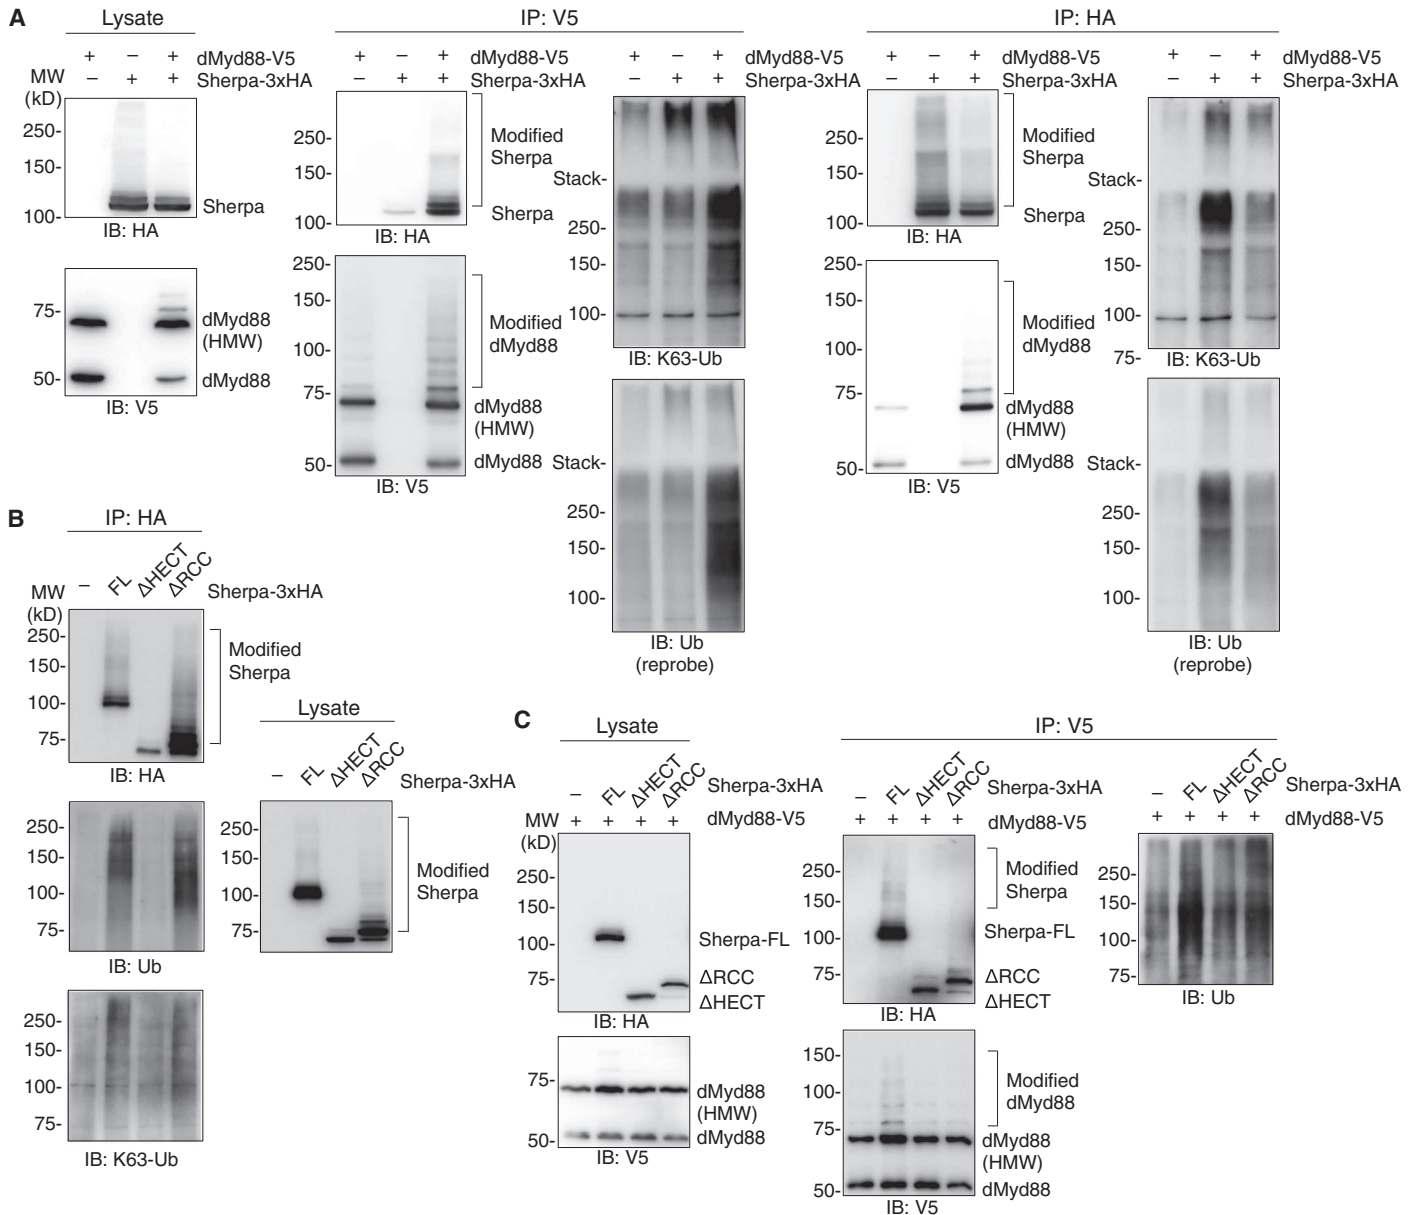 A
Lysate
+ − + dMyd88-V5
− + + Sherpa-3xHA
MW
(kD)
250-
150-
100-
Sherpa
IB: HA
75-
50-
dMyd88
(HMW)
dMyd88
IB: V5
IP: V5
+ − + dMyd88-V5
− + + Sherpa-3xHA
250-
150-
100-
Modified
Sherpa
Sherpa
IB: HA
250-
150-
100-
75-
50-
Modified
dMyd88
dMyd88
(HMW)
dMyd88
IB: V5
+ − + dMyd88-V5
− + + Sherpa-3xHA
Stack-
250-
150-
100-
IB: K63-Ub
Stack-
250-
150-
100-
IB: Ub
(reprobe)
IP: HA
+ − + dMyd88-V5
− + + Sherpa-3xHA
250-
150-
100-
Modified
Sherpa
Sherpa
IB: HA
250-
150-
100-
75-
50-
Modified
dMyd88
dMyd88
(HMW)
dMyd88
IB: V5
+ − + dMyd88-V5
− + + Sherpa-3xHA
Stack-
250-
150-
100-
75-
IB: K63-Ub
Stack-
250-
150-
100-
IB: Ub
(reprobe)
B
IP: HA
− FL ΔHECT ΔRCC Sherpa-3xHA
MW
(kD)
250-
150-
100-
75-
Modified
Sherpa
IB: HA
250-
150-
100-
75-
IB: Ub
250-
150-
100-
75-
IB: K63-Ub
Lysate
− FL ΔHECT ΔRCC Sherpa-3xHA
250-
150-
100-
75-
Modified
Sherpa
C
Lysate
− FL ΔHECT ΔRCC Sherpa-3xHA
+ + + + dMyd88-V5
MW
(kD)
250-
150-
100-
75-
Sherpa-FL
ΔRCC
ΔHECT
IB: HA
75-
50-
dMyd88
(HMW)
dMyd88
IB: V5
IP: V5
− FL ΔHECT ΔRCC Sherpa-3xHA
+ + + + dMyd88-V5
250-
150-
100-
75-
Modified
Sherpa
Sherpa-FL
ΔRCC
ΔHECT
IB: HA
150-
100-
75-
50-
Modified
dMyd88
dMyd88
(HMW)
dMyd88
IB: V5
− FL ΔHECT ΔRCC Sherpa-3xHA
+ + + + dMyd88-V5
250-
150-
100-
75-
IB: Ub